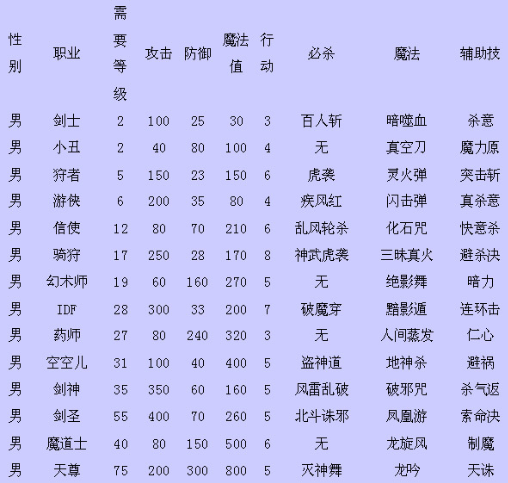 性别 职业 需要等级 攻击 防御 魔法值 行动 必杀 魔法 辅助技
男 剑士 2 100 25 30 3 百人斩 暗噬血 杀意
男 小丑 2 40 80 100 4 无 真空刀 魔力原
男 狩者 5 150 23 150 6 虎袭 灵火弹 突击斩
男 游侠 6 200 35 80 4 疾风红 闪击弹 真杀意
男 信使 12 80 70 210 6 乱风轮杀 化石咒 快意杀
男 骑狩 17 250 28 170 8 神武虎袭 三昧真火 避杀决
男 幻术师 19 60 160 270 5 无 绝影舞 暗力
男 IDF 28 300 33 200 7 破魔穿 黯影遁 连环击
男 药师 27 80 240 320 3 无 人间蒸发 仁心
男 空空儿 31 100 40 400 5 盗神道 地神杀 避祸
男 剑神 35 350 60 160 5 风雷乱破 破邪咒 杀气返
男 剑圣 55 400 70 260 5 北斗诛邪 凤凰游 索命决
男 魔道士 40 80 150 500 6 无 龙旋风 制魔
男 天尊 75 200 300 800 5 灭神舞 龙吟 天诛